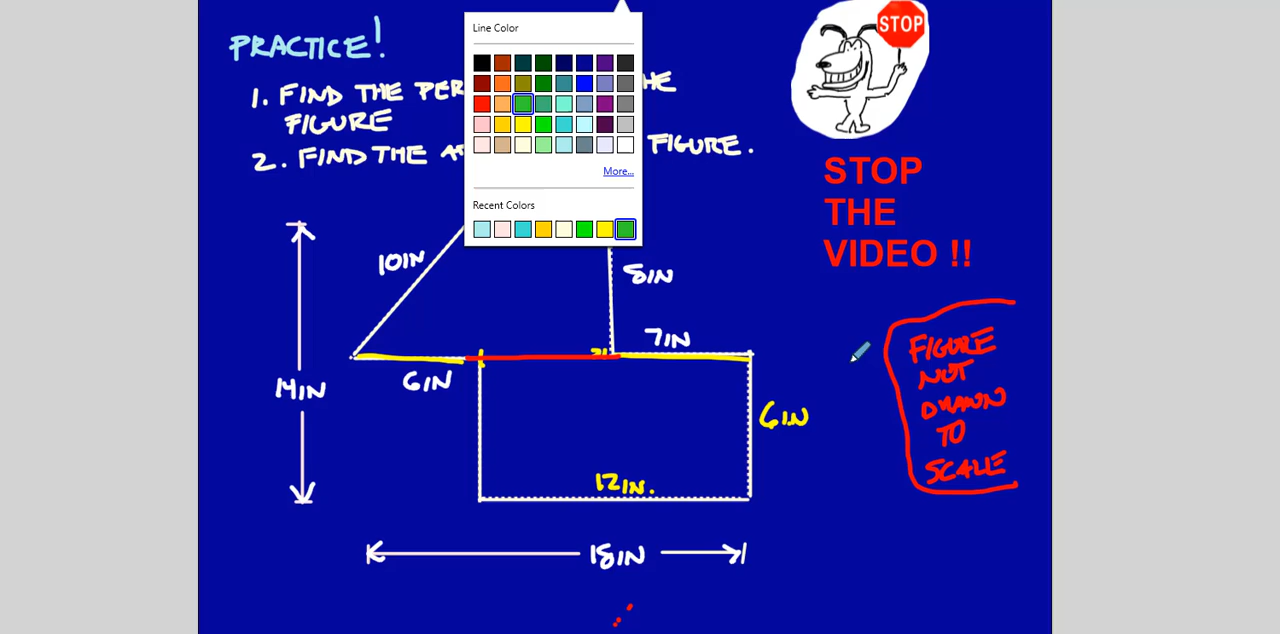 Line Color
PRACTICE!
1. FIND THE PER HE
FIGURE
2. FIND THE A FIGURE.
More...
Recent Colors
STOP
STOP
THE
VIDEO !!
10IN
8IN
7IN
14IN
6IN
6IN
12IN.
18IN
FIGURE
NOT
DRAWN
TO
SCALE